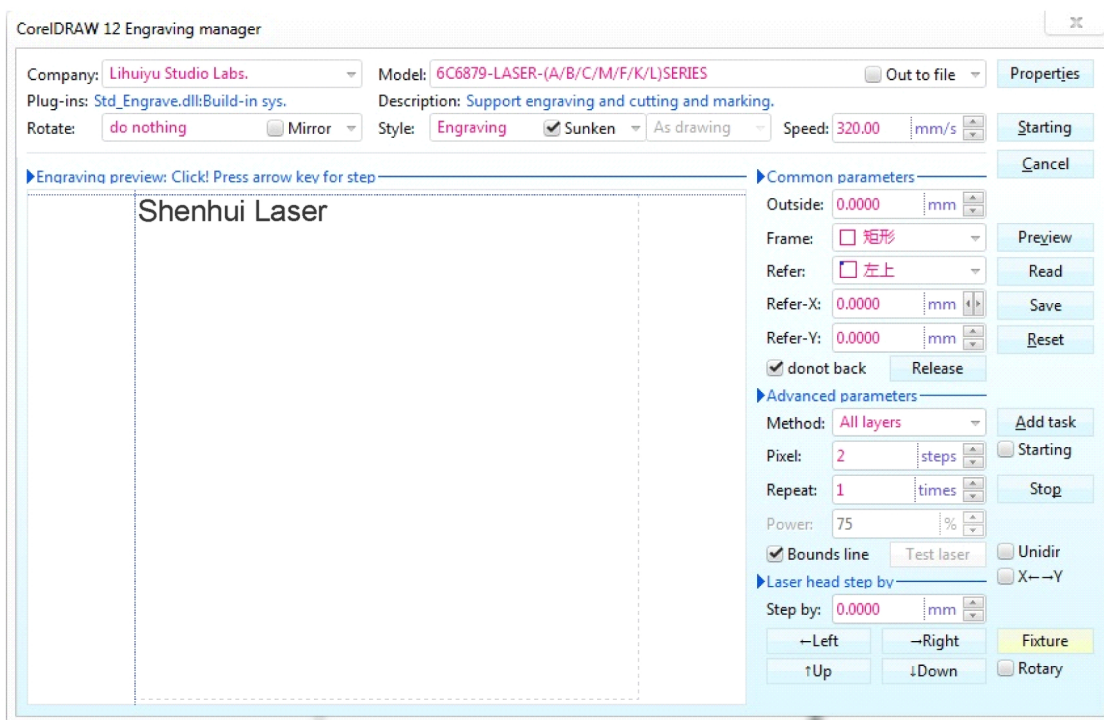 CorelDRAW 12 Engraving manager
Company: Lihuiyu Studio Labs. Model: 6C6879-LASER-(A/B/C/M/F/K/L)SERIES Out to file Properties
Plug-ins: Std_Engrave.dll:Build-in sys. Description: Support engraving and cutting and marking.
Rotate: do nothing Mirror Style: Engraving Sunken As drawing Speed: 320.00 mm/s Starting
Cancel
Engraving preview: Click! Press arrow key for step Common parameters
Shenhui Laser
Outside: 0.0000 mm
Frame: 矩形 Preview
Refer: 左上 Read
Refer-X: 0.0000 mm Save
Refer-Y: 0.0000 mm Reset
donot back Release
Advanced parameters
Method: All layers Add task
Pixel: 2 steps Starting
Repeat: 1 times Stop
Power: 75 %
Bounds line Test laser Unidir
Laser head step by X←→Y
Step by: 0.0000 mm
←Left →Right Fixture
↑Up ↓Down Rotary